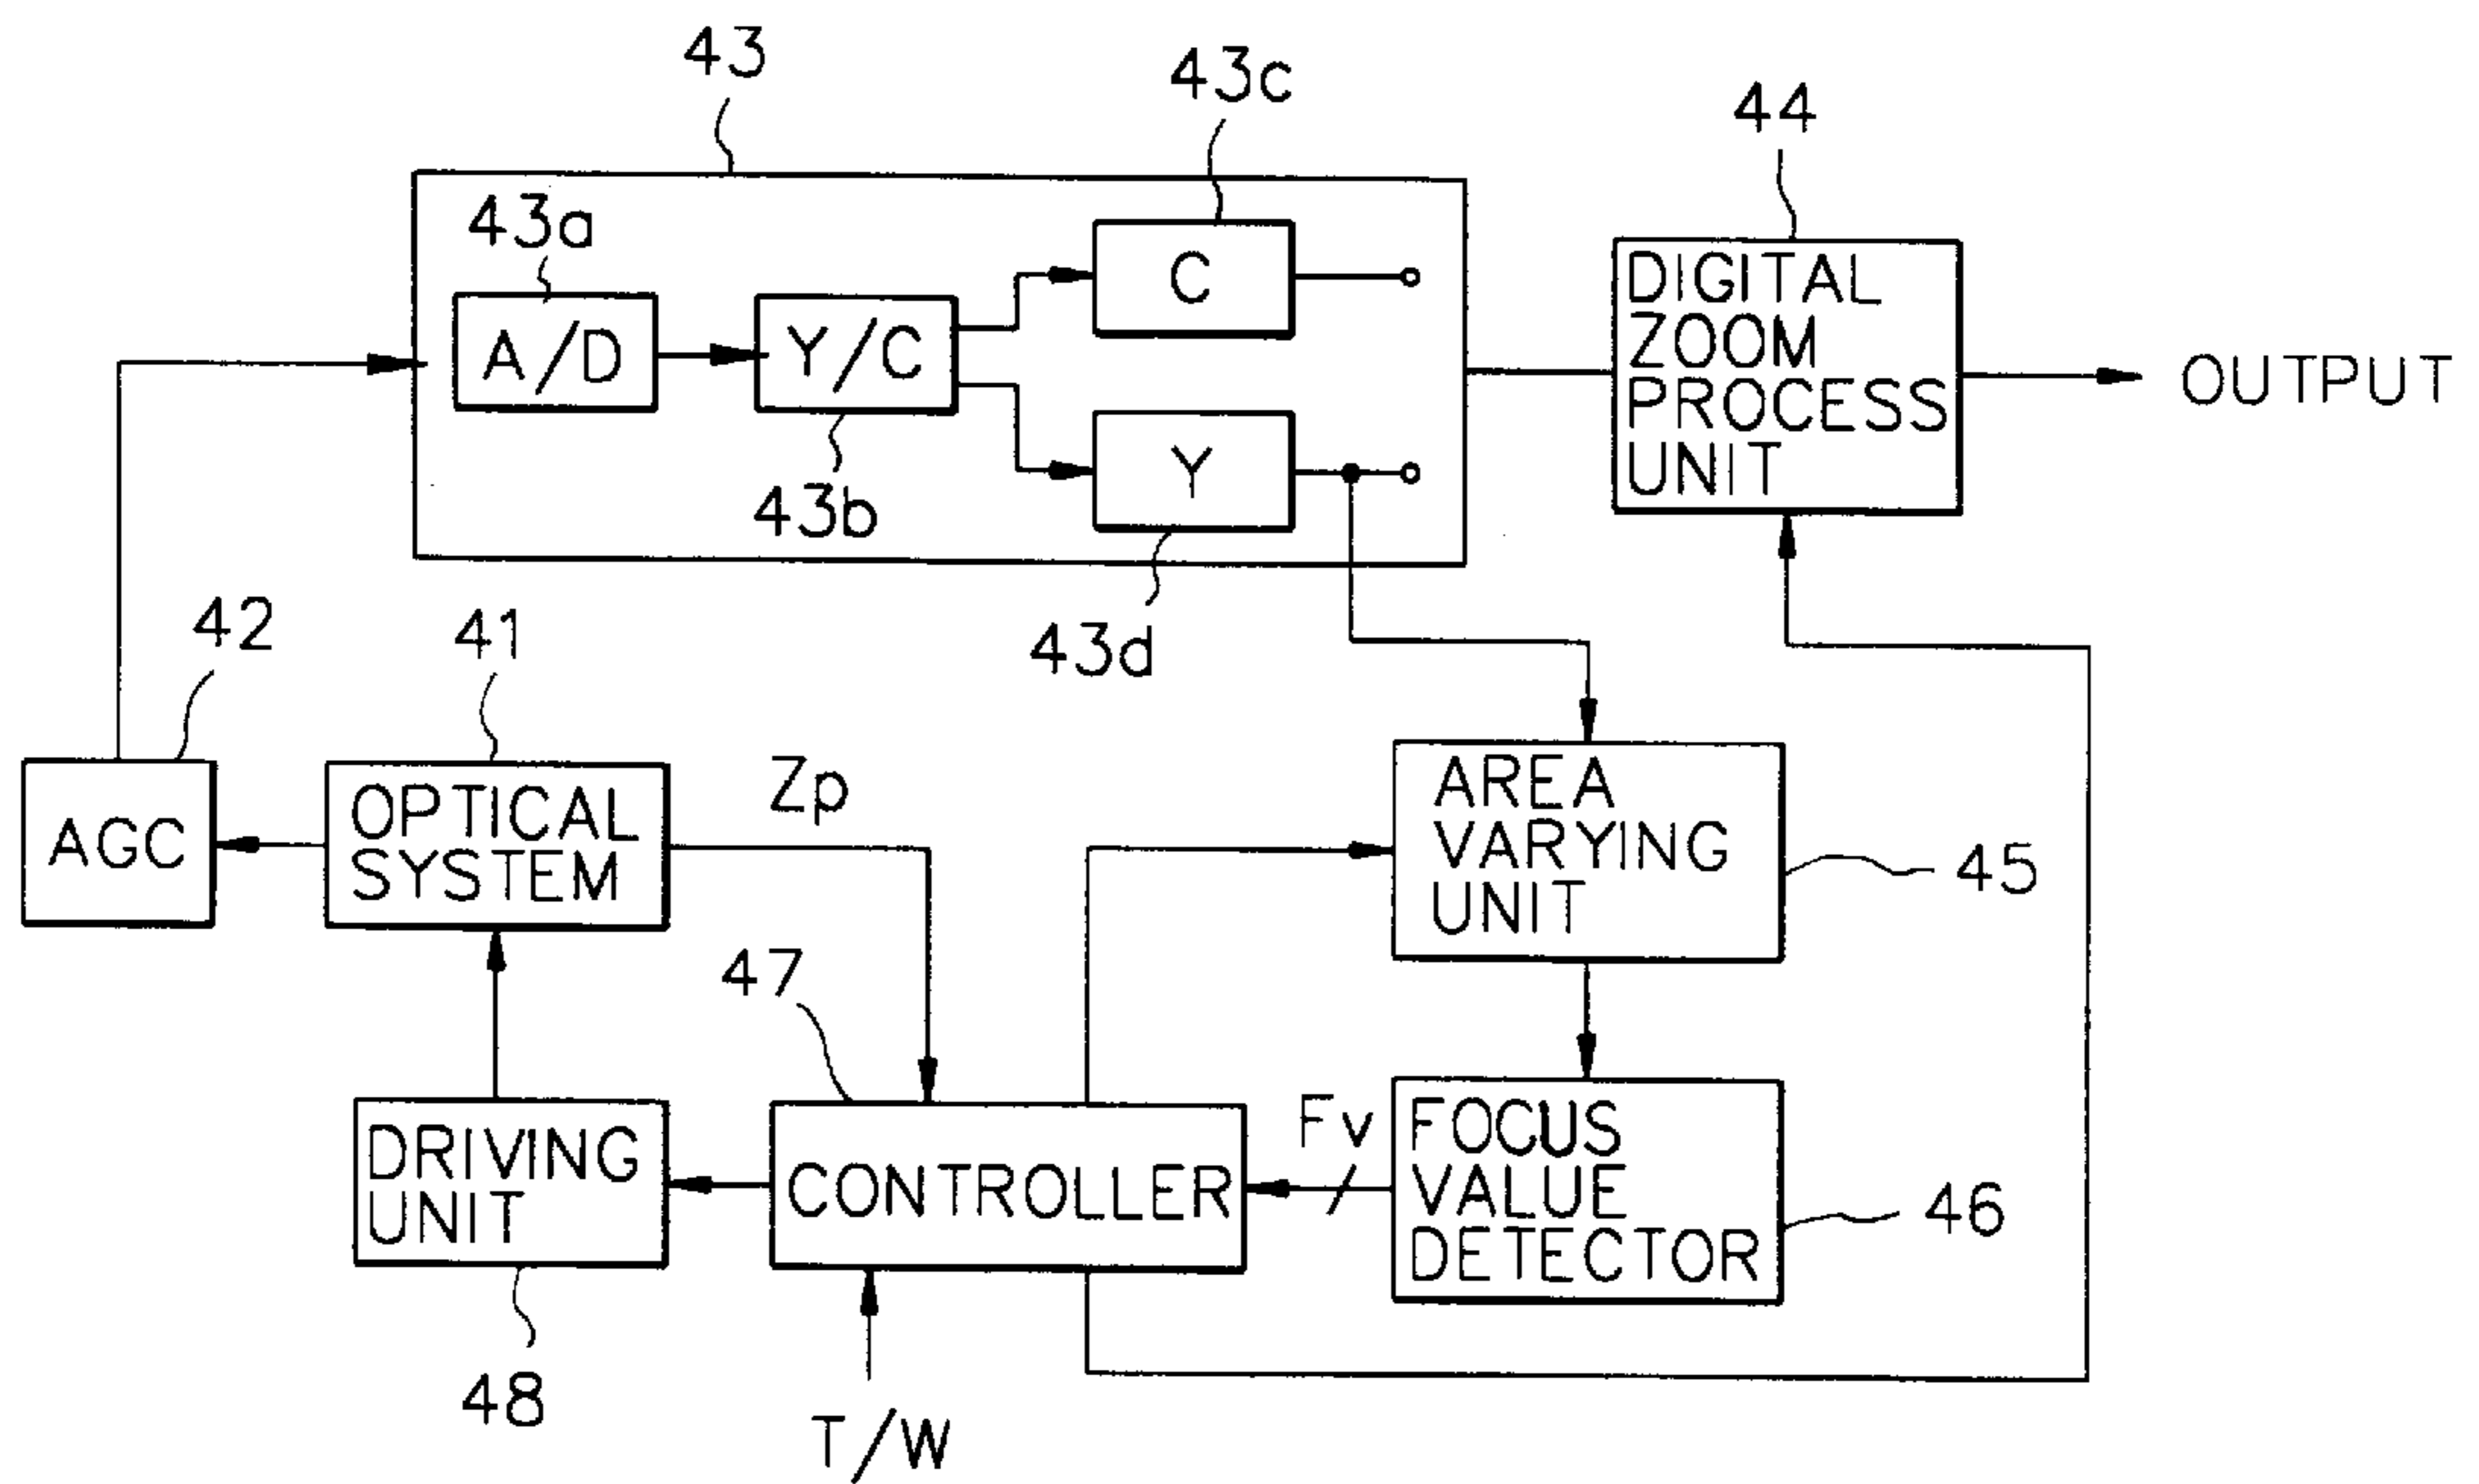 43
43c
44
43a
A/D
Y/C
C
Y
43b
43d
DIGITAL
ZOOM
PROCESS
UNIT
OUTPUT
42
41
AGC
OPTICAL
SYSTEM
Zp
AREA
VARYING
UNIT
45
47
DRIVING
UNIT
CONTROLLER
Fv
FOCUS
VALUE
DETECTOR
46
48
T/W